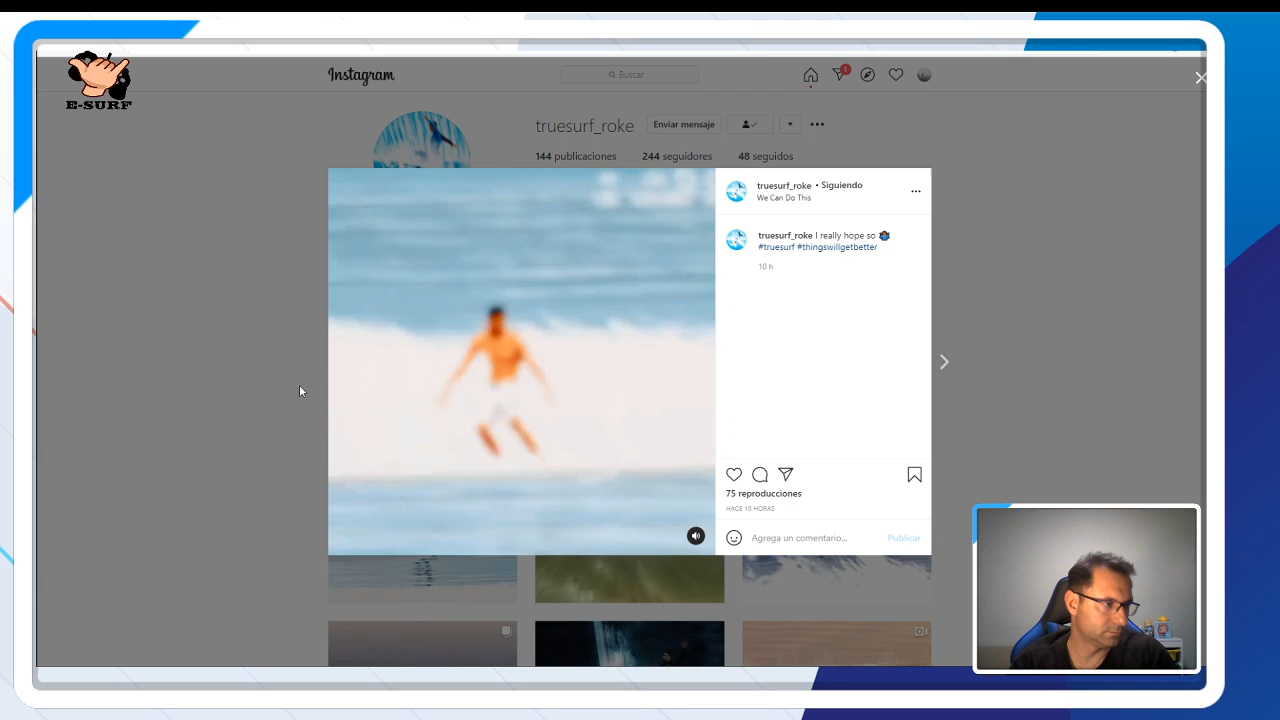 E-SURF
Instagram
Buscar
1
truesurf_roke
Enviar mensaje
144 publicaciones
244 seguidores
48 seguidos
truesurf_roke • Siguiendo
We Can Do This
truesurf_roke I really hope so
#truesurf #thingswillgetbetter
10 h
75 reproducciones
HACE 10 HORAS
Agrega un comentario...
Publicar